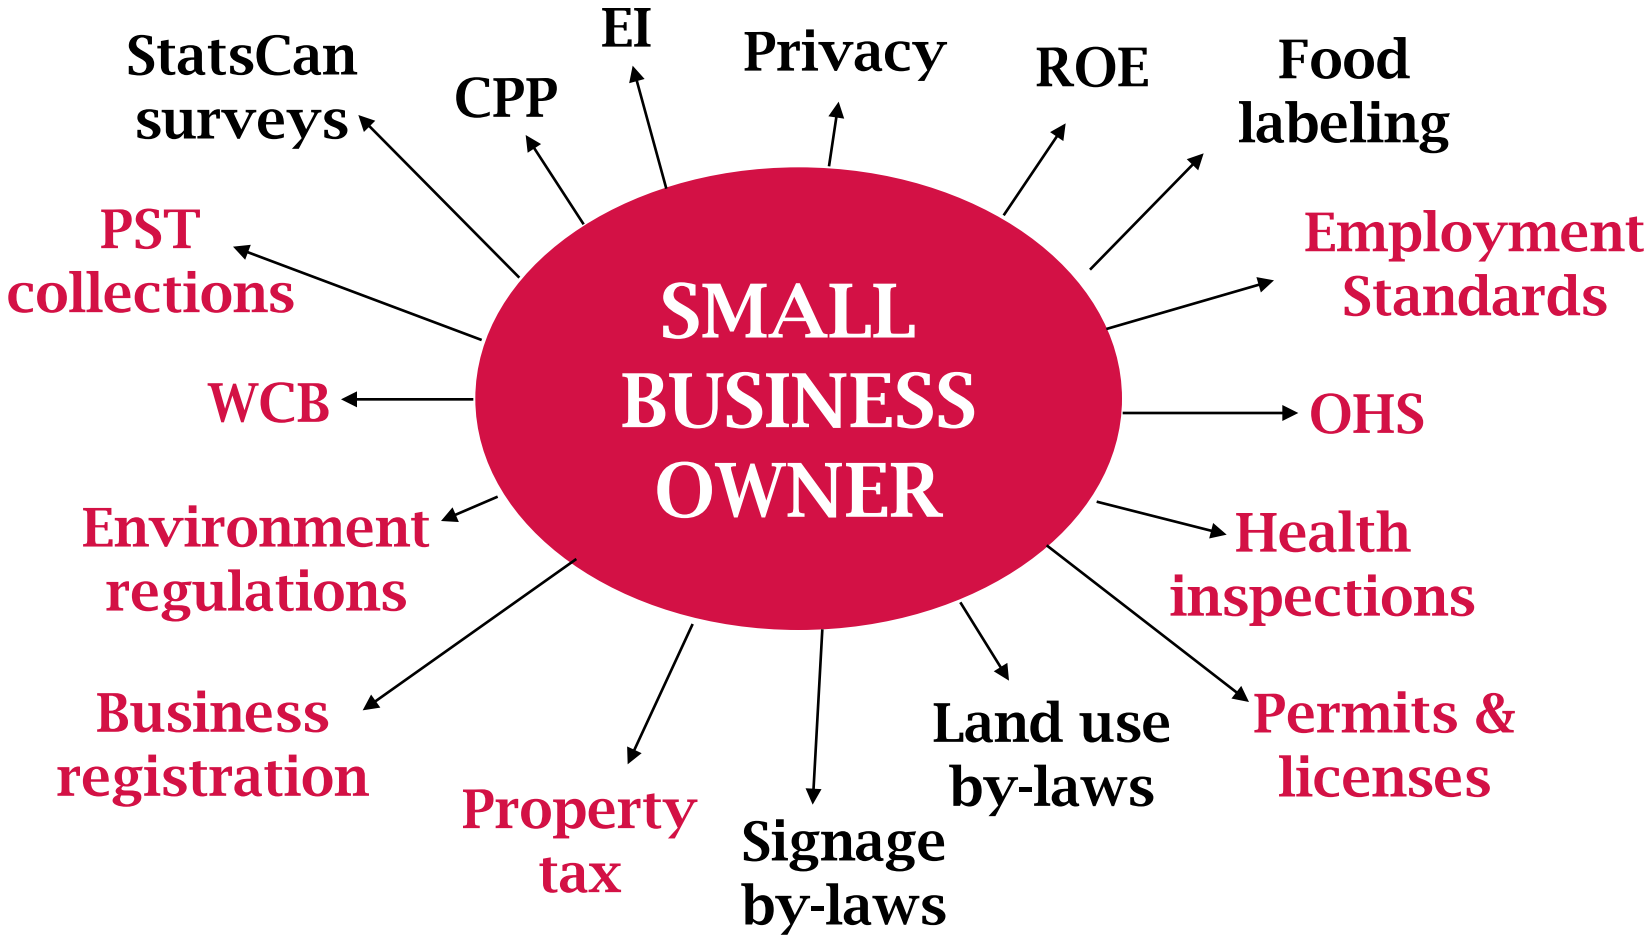 EI
StatsCan
surveys
CPP
Privacy
ROE
Food
labeling
PST
collections
Employment
Standards
SMALL
BUSINESS
OWNER
WCB
OHS
Environment
regulations
Health
inspections
Business
registration
Property
tax
Signage
by-laws
Land use
by-laws
Permits &
licenses